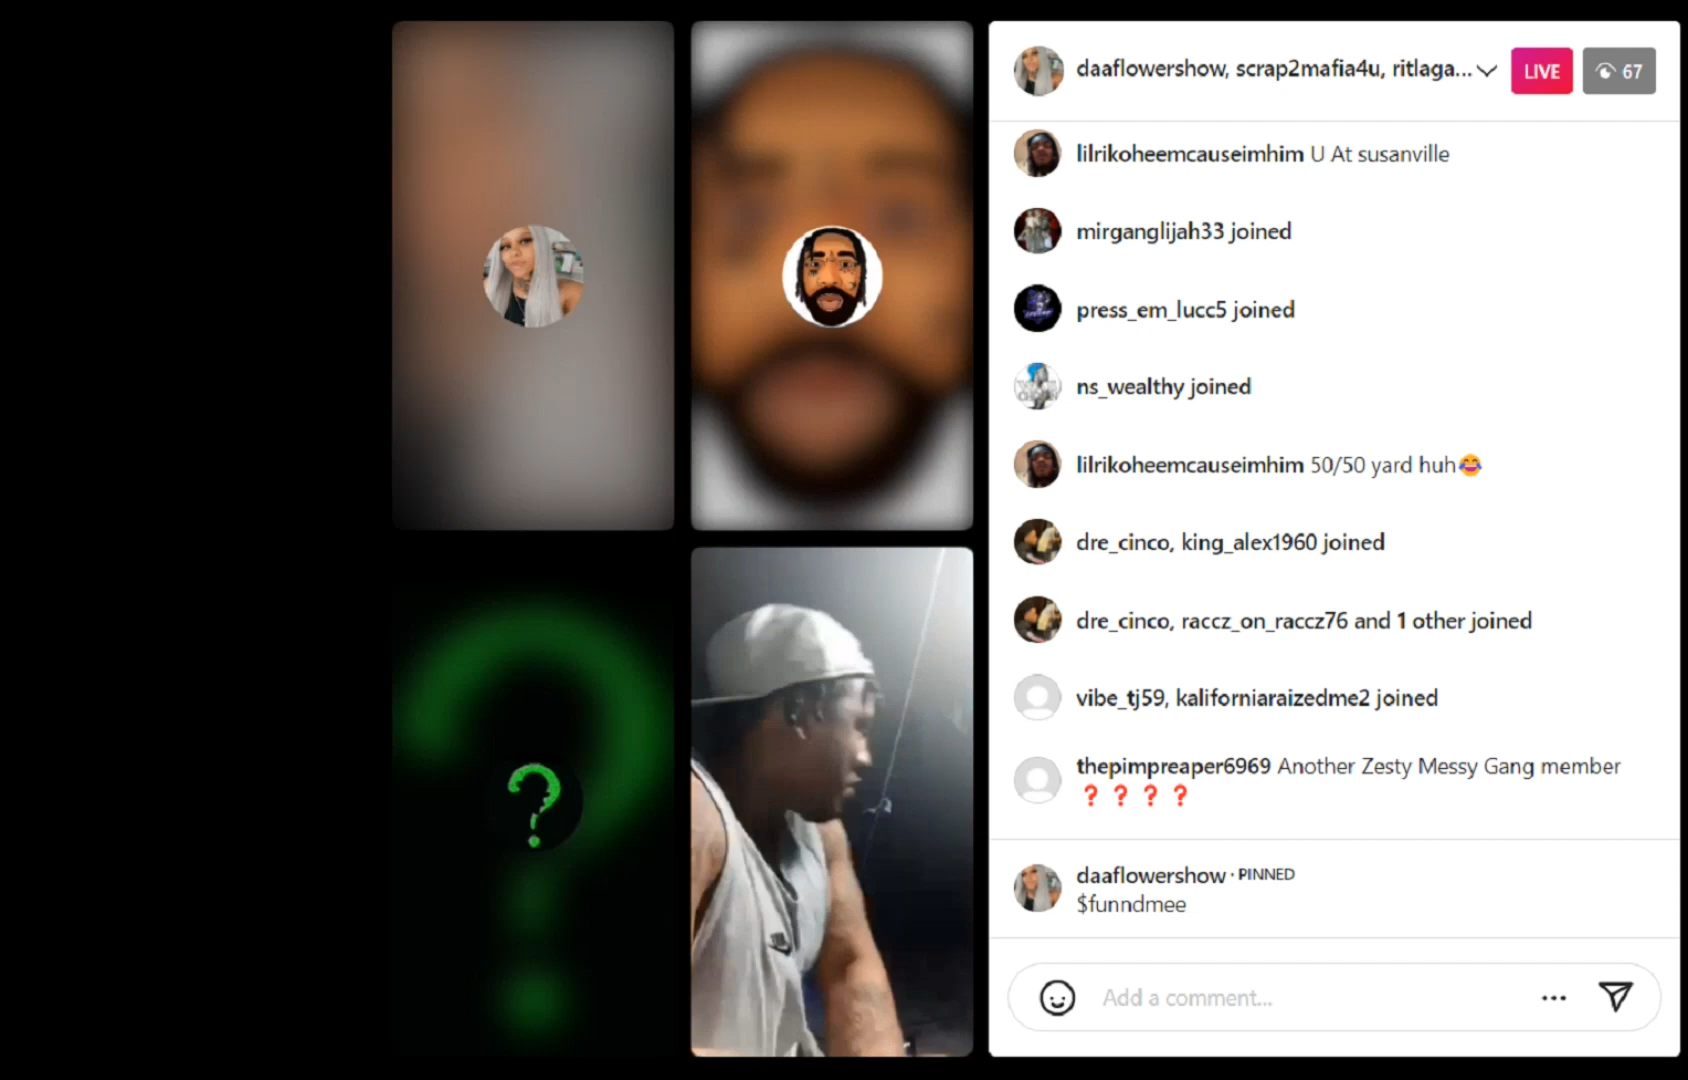 daaflowershow, scrap2mafia4u, ritlaga...
LIVE
67
lilrikoheemcauseimhim U At susanville
mirganglijah33 joined
press_em_lucc5 joined
ns_wealthy joined
lilrikoheemcauseimhim 50/50 yard huh😂
dre_cinco, king_alex1960 joined
dre_cinco, raccz_on_raccz76 and 1 other joined
vibe_tj59, kaliforniaraizedme2 joined
thepimpreaper6969 Another Zesty Messy Gang member
❓❓❓❓
daaflowershow · PINNED
$funndmee
Add a comment...